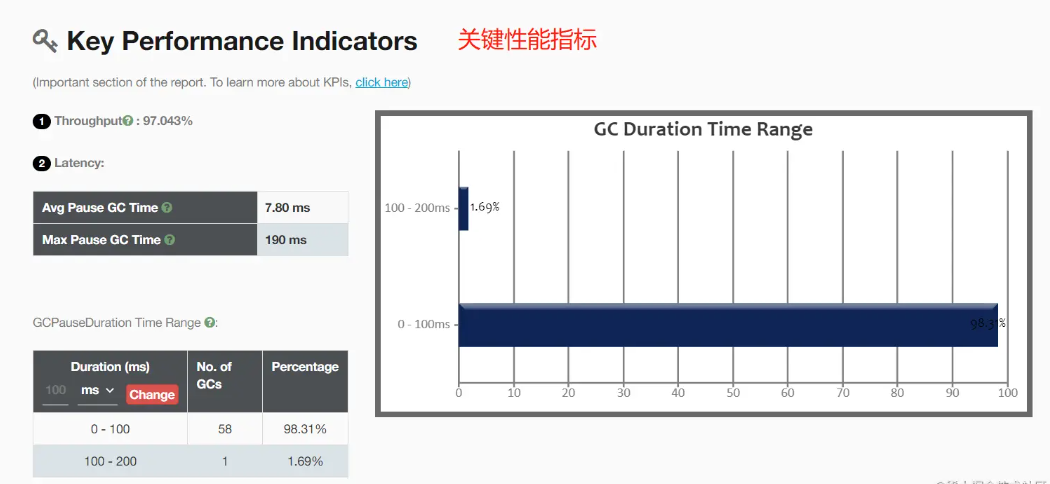 Key Performance Indicators
关键性能指标
(Important section of the report. To learn more about KPIs, click here)
1 Throughput? : 97.043%
2 Latency:
Avg Pause GC Time ? 7.80 ms
Max Pause GC Time ? 190 ms
GCPauseDuration Time Range ?:
Duration (ms) No. of GCs Percentage
100 ms Change
0 - 100 58 98.31%
100 - 200 1 1.69%
GC Duration Time Range
100 - 200ms 1.69%
0 - 100ms 98.31%
0 10 20 30 40 50 60 70 80 90 100